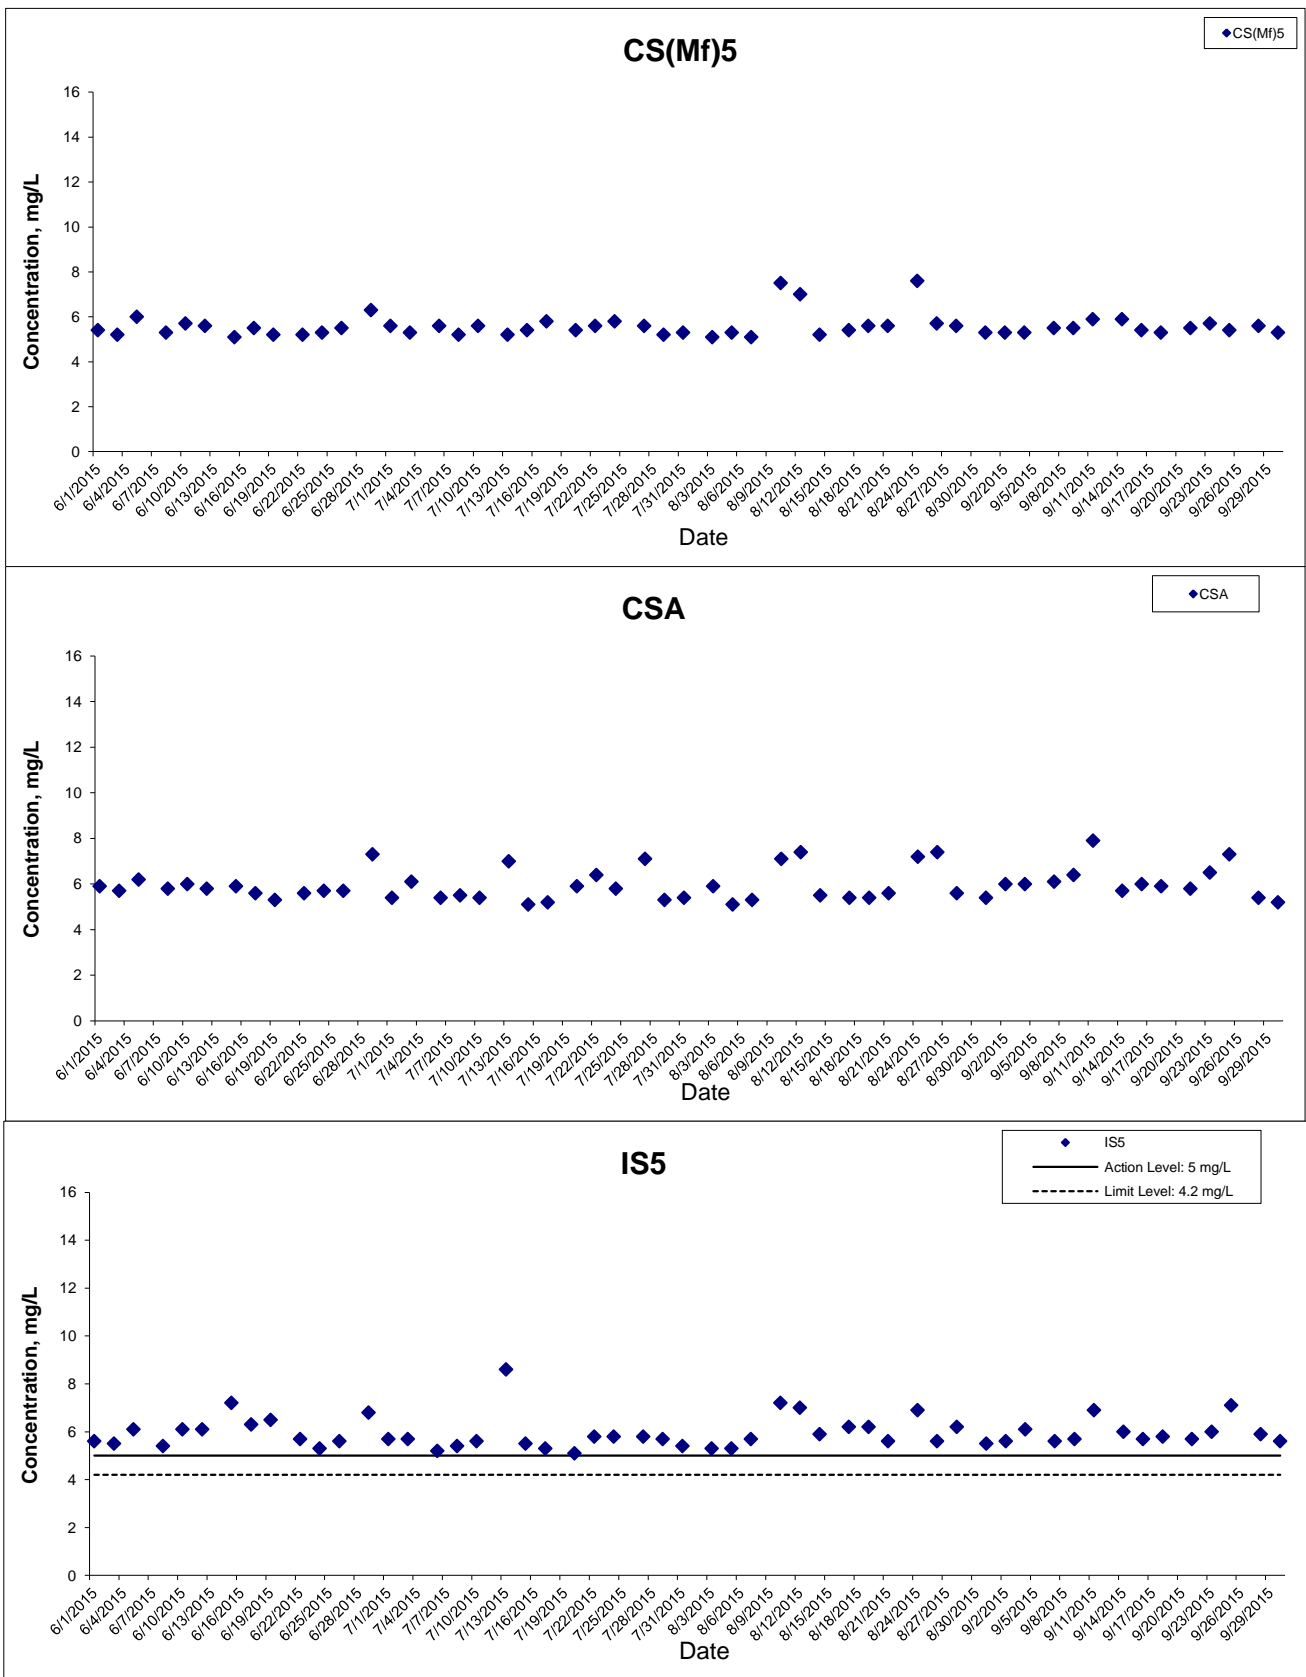 CS(Mf)5
CS(Mf)5
Concentration, mg/L
16
14
12
10
8
6
4
2
0
6/1/2015 6/4/2015 6/7/2015 6/10/2015 6/13/2015 6/16/2015 6/19/2015 6/22/2015 6/25/2015 6/28/2015 7/1/2015 7/4/2015 7/7/2015 7/10/2015 7/13/2015 7/16/2015 7/19/2015 7/22/2015 7/25/2015 7/28/2015 7/31/2015 8/3/2015 8/6/2015 8/9/2015 8/12/2015 8/15/2015 8/18/2015 8/21/2015 8/24/2015 8/27/2015 8/30/2015 9/2/2015 9/5/2015 9/8/2015 9/11/2015 9/14/2015 9/17/2015 9/20/2015 9/23/2015 9/26/2015 9/29/2015
Date
CSA
CSA
Concentration, mg/L
16
14
12
10
8
6
4
2
0
6/1/2015 6/4/2015 6/7/2015 6/10/2015 6/13/2015 6/16/2015 6/19/2015 6/22/2015 6/25/2015 6/28/2015 7/1/2015 7/4/2015 7/7/2015 7/10/2015 7/13/2015 7/16/2015 7/19/2015 7/22/2015 7/25/2015 7/28/2015 7/31/2015 8/3/2015 8/6/2015 8/9/2015 8/12/2015 8/15/2015 8/18/2015 8/21/2015 8/24/2015 8/27/2015 8/30/2015 9/2/2015 9/5/2015 9/8/2015 9/11/2015 9/14/2015 9/17/2015 9/20/2015 9/23/2015 9/26/2015 9/29/2015
Date
IS5
IS5
Action Level: 5 mg/L
Limit Level: 4.2 mg/L
Concentration, mg/L
16
14
12
10
8
6
4
2
0
6/1/2015 6/4/2015 6/7/2015 6/10/2015 6/13/2015 6/16/2015 6/19/2015 6/22/2015 6/25/2015 6/28/2015 7/1/2015 7/4/2015 7/7/2015 7/10/2015 7/13/2015 7/16/2015 7/19/2015 7/22/2015 7/25/2015 7/28/2015 7/31/2015 8/3/2015 8/6/2015 8/9/2015 8/12/2015 8/15/2015 8/18/2015 8/21/2015 8/24/2015 8/27/2015 8/30/2015 9/2/2015 9/5/2015 9/8/2015 9/11/2015 9/14/2015 9/17/2015 9/20/2015 9/23/2015 9/26/2015 9/29/2015
Date